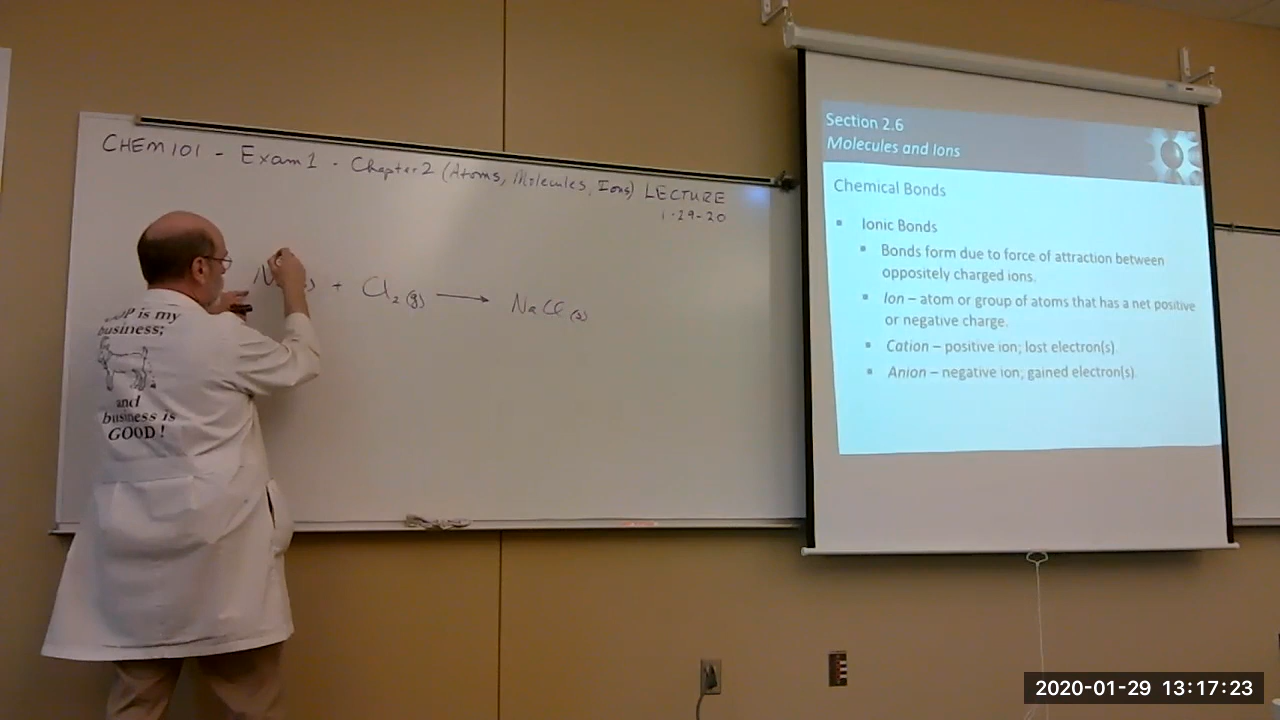 CHEM 101 - Exam 1 - Chapter 2 (Atoms, Molecules, Ions) LECTURE
1-29-20
+ Cl2 (g) → NaCl (s)
is my
business;
and
business is
GOOD!
Section 2.6
Molecules and Ions
Chemical Bonds
▪ Ionic Bonds
▪ Bonds form due to force of attraction between
oppositely charged ions.
▪ Ion – atom or group of atoms that has a net positive
or negative charge.
▪ Cation – positive ion; lost electron(s)
▪ Anion – negative ion; gained electron(s)
2020-01-29 13:17:23